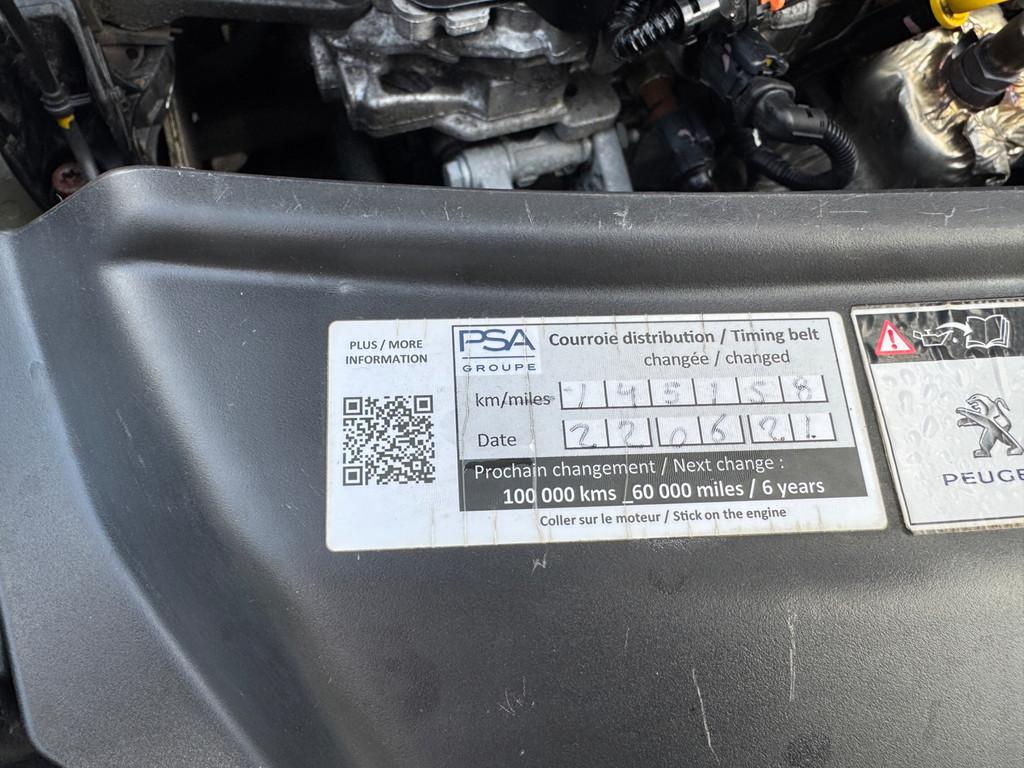 PLUS / MORE
INFORMATION
PSA
GROUPE
Courroie distribution / Timing belt
changée / changed
km/miles 145158
Date 220621
Prochain changement / Next change :
100 000 kms _60 000 miles / 6 years
Coller sur le moteur / Stick on the engine
PEUGE